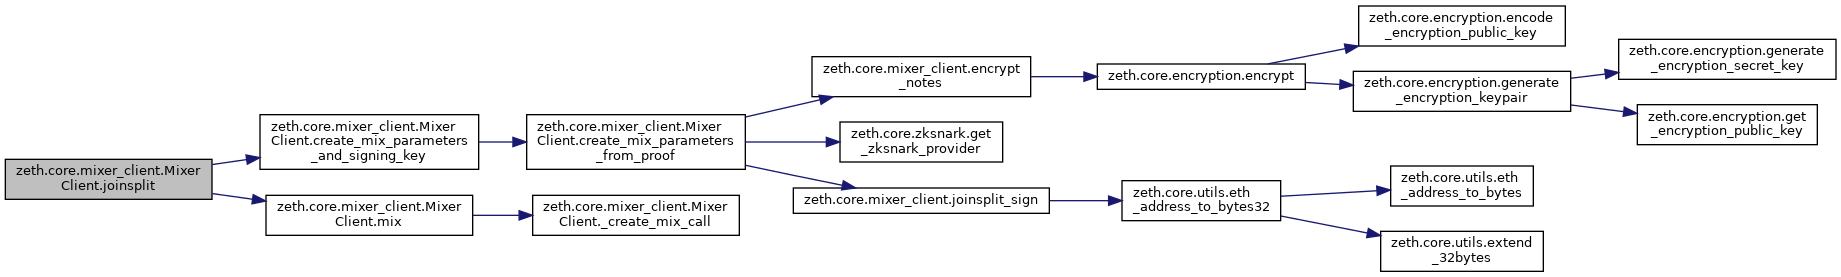 zeth.core.mixer_client.Mixer
Client.joinsplit
zeth.core.mixer_client.Mixer
Client.create_mix_parameters
_and_signing_key
zeth.core.mixer_client.Mixer
Client.mix
zeth.core.mixer_client.Mixer
Client.create_mix_parameters
_from_proof
zeth.core.mixer_client.Mixer
Client._create_mix_call
zeth.core.mixer_client.encrypt
_notes
zeth.core.zksnark.get
_zksnark_provider
zeth.core.mixer_client.joinsplit_sign
zeth.core.encryption.encrypt
zeth.core.utils.eth
_address_to_bytes32
zeth.core.encryption.encode
_encryption_public_key
zeth.core.encryption.generate
_encryption_keypair
zeth.core.utils.eth
_address_to_bytes
zeth.core.utils.extend
_32bytes
zeth.core.encryption.generate
_encryption_secret_key
zeth.core.encryption.get
_encryption_public_key